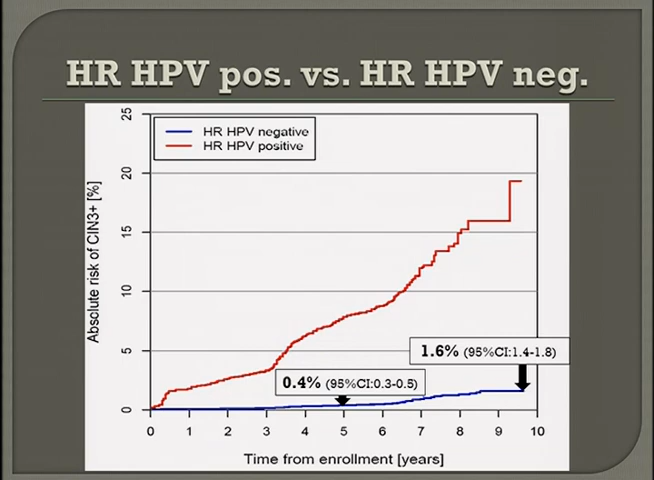 HR HPV pos. vs. HR HPV neg.
HR HPV negative
HR HPV positive
Absolute risk of CIN3+ [%]
25
20
15
10
5
0
1.6% (95%CI:1.4-1.8)
0.4% (95%CI:0.3-0.5)
0 1 2 3 4 5 6 7 8 9 10
Time from enrollment [years]